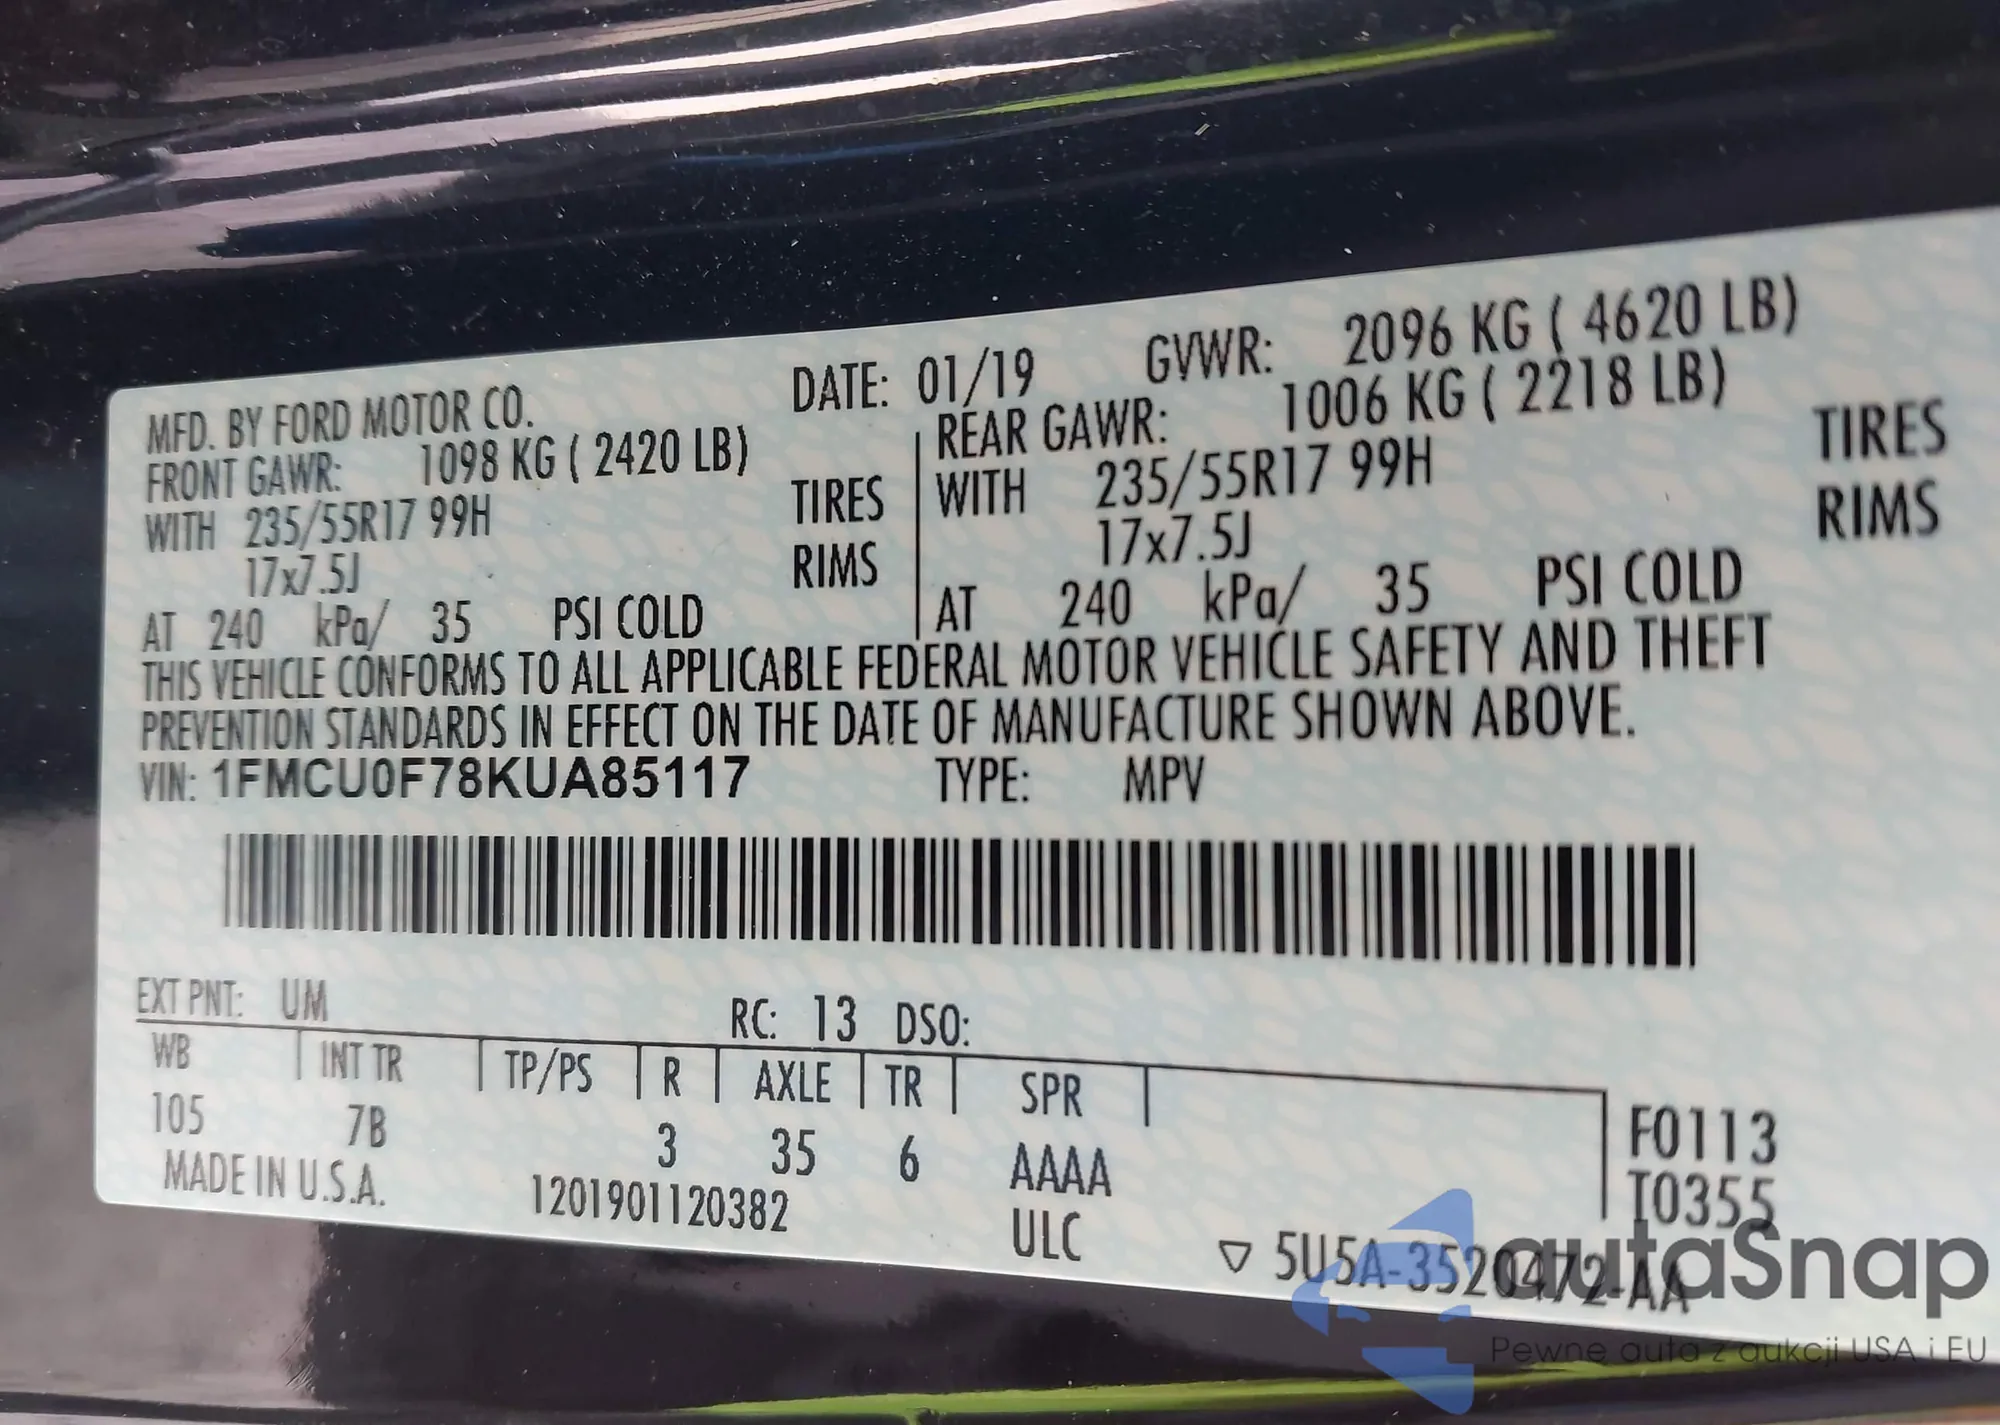 MFD. BY FORD MOTOR CO. DATE: 01/19 GVWR: 2096 KG ( 4620 LB)
FRONT GAWR: 1098 KG ( 2420 LB) REAR GAWR: 1006 KG ( 2218 LB)
WITH 235/55R17 99H TIRES WITH 235/55R17 99H TIRES
17x7.5J RIMS 17x7.5J RIMS
AT 240 kPa/ 35 PSI COLD AT 240 kPa/ 35 PSI COLD
THIS VEHICLE CONFORMS TO ALL APPLICABLE FEDERAL MOTOR VEHICLE SAFETY AND THEFT
PREVENTION STANDARDS IN EFFECT ON THE DATE OF MANUFACTURE SHOWN ABOVE.
VIN: 1FMCU0F78KUA85117 TYPE: MPV
EXT PNT: UM RC: 13 DSO:
WB INT TR TP/PS R AXLE TR SPR
105 7B 3 35 6 AAAA F0113
MADE IN U.S.A. 1201901120382 ULC T0355
▽ 5U5A-3520472-AA
autaSnap
Pewne auta z aukcji USA i EU